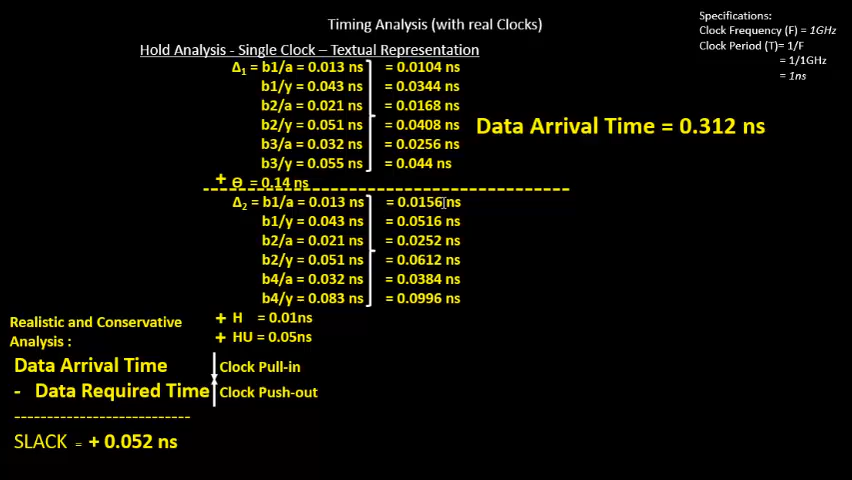 Timing Analysis (with real Clocks)
Specifications:
Clock Frequency (F) = 1GHz
Clock Period (T)= 1/F
= 1/1GHz
= 1ns
Hold Analysis - Single Clock – Textual Representation
Δ1 = b1/a = 0.013 ns = 0.0104 ns
b1/y = 0.043 ns = 0.0344 ns
b2/a = 0.021 ns = 0.0168 ns
b2/y = 0.051 ns = 0.0408 ns
b3/a = 0.032 ns = 0.0256 ns
b3/y = 0.055 ns = 0.044 ns
Data Arrival Time = 0.312 ns
+ Θ = 0.14 ns
Δ2 = b1/a = 0.013 ns = 0.0156 ns
b1/y = 0.043 ns = 0.0516 ns
b2/a = 0.021 ns = 0.0252 ns
b2/y = 0.051 ns = 0.0612 ns
b4/a = 0.032 ns = 0.0384 ns
b4/y = 0.083 ns = 0.0996 ns
+ H = 0.01ns
+ HU = 0.05ns
Realistic and Conservative
Analysis :
Data Arrival Time Clock Pull-in
- Data Required Time Clock Push-out
---------------------------
SLACK = + 0.052 ns